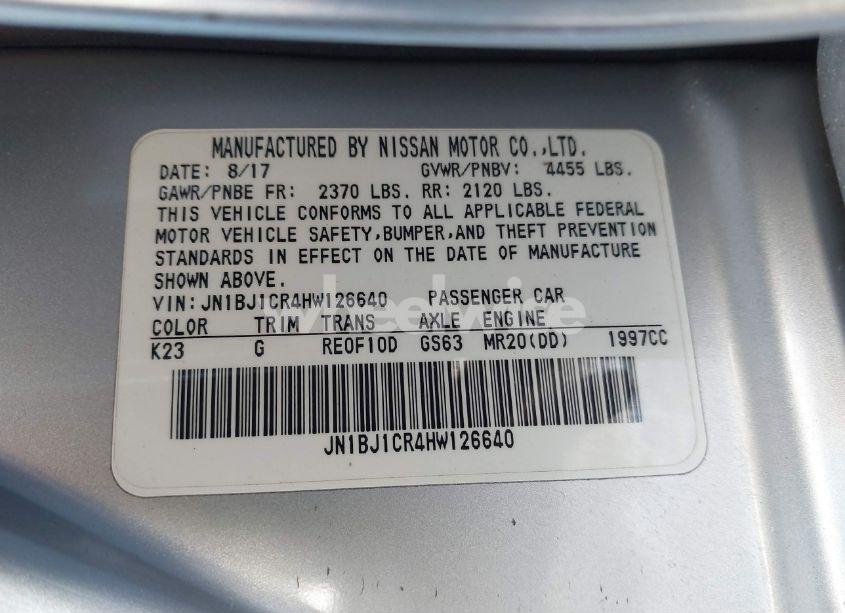 MANUFACTURED BY NISSAN MOTOR CO.,LTD.
DATE: 8/17 GVWR/PNBV: 4455 LBS.
GAWR/PNBE FR: 2370 LBS. RR: 2120 LBS.
THIS VEHICLE CONFORMS TO ALL APPLICABLE FEDERAL
MOTOR VEHICLE SAFETY,BUMPER,AND THEFT PREVENTION
STANDARDS IN EFFECT ON THE DATE OF MANUFACTURE
SHOWN ABOVE.
VIN:JN1BJ1CR4HW126640 PASSENGER CAR
COLOR TRIM TRANS AXLE ENGINE
K23 G RE0F10D GS63 MR20(DD) 1997CC
JN1BJ1CR4HW126640